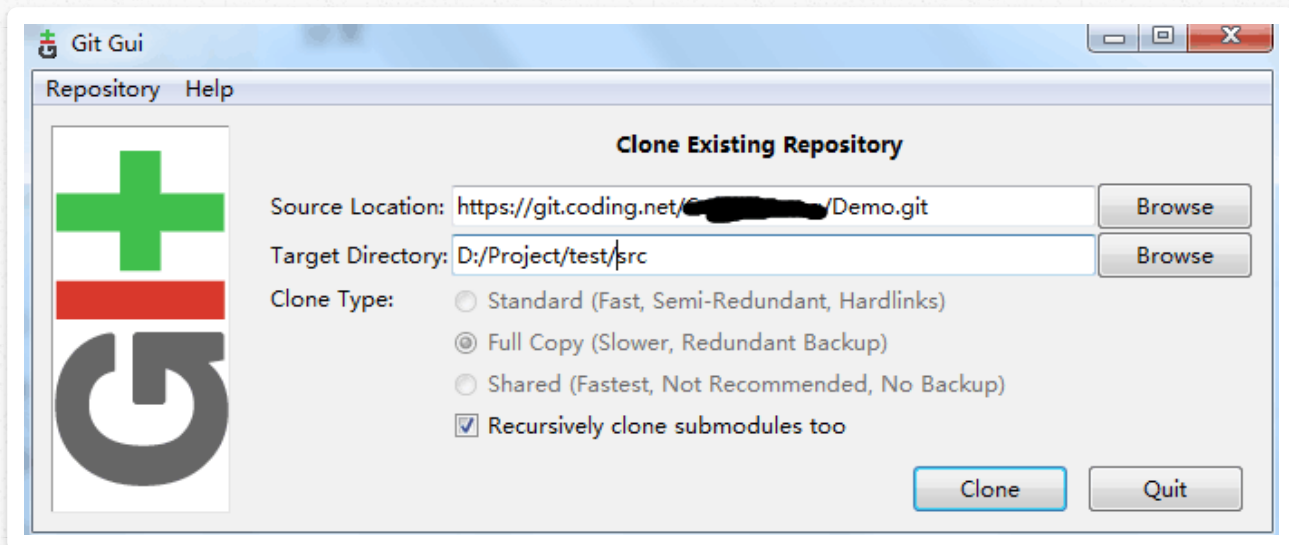 Git Gui
Repository Help
Clone Existing Repository
Source Location: https://git.coding.net/ /Demo.git Browse
Target Directory: D:/Project/test/src Browse
Clone Type: Standard (Fast, Semi-Redundant, Hardlinks)
Full Copy (Slower, Redundant Backup)
Shared (Fastest, Not Recommended, No Backup)
Recursively clone submodules too
Clone Quit